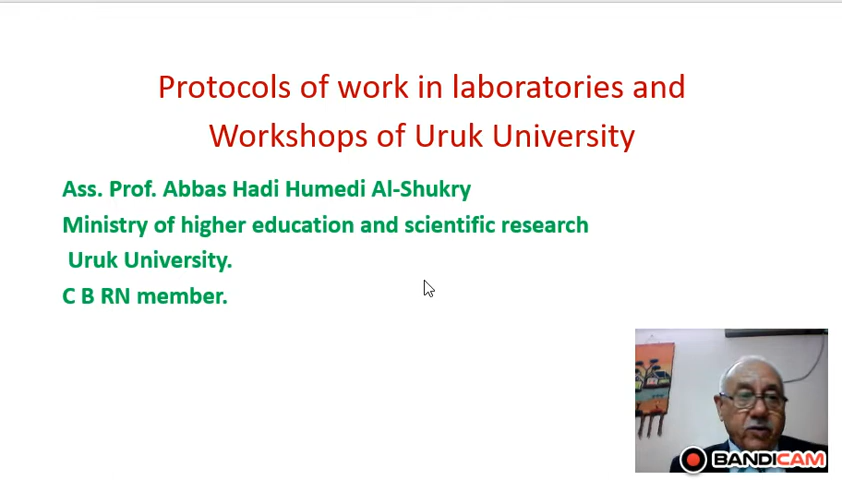 Protocols of work in laboratories and
Workshops of Uruk University
Ass. Prof. Abbas Hadi Humedi Al-Shukry
Ministry of higher education and scientific research
Uruk University.
C B RN member.
BANDICAM